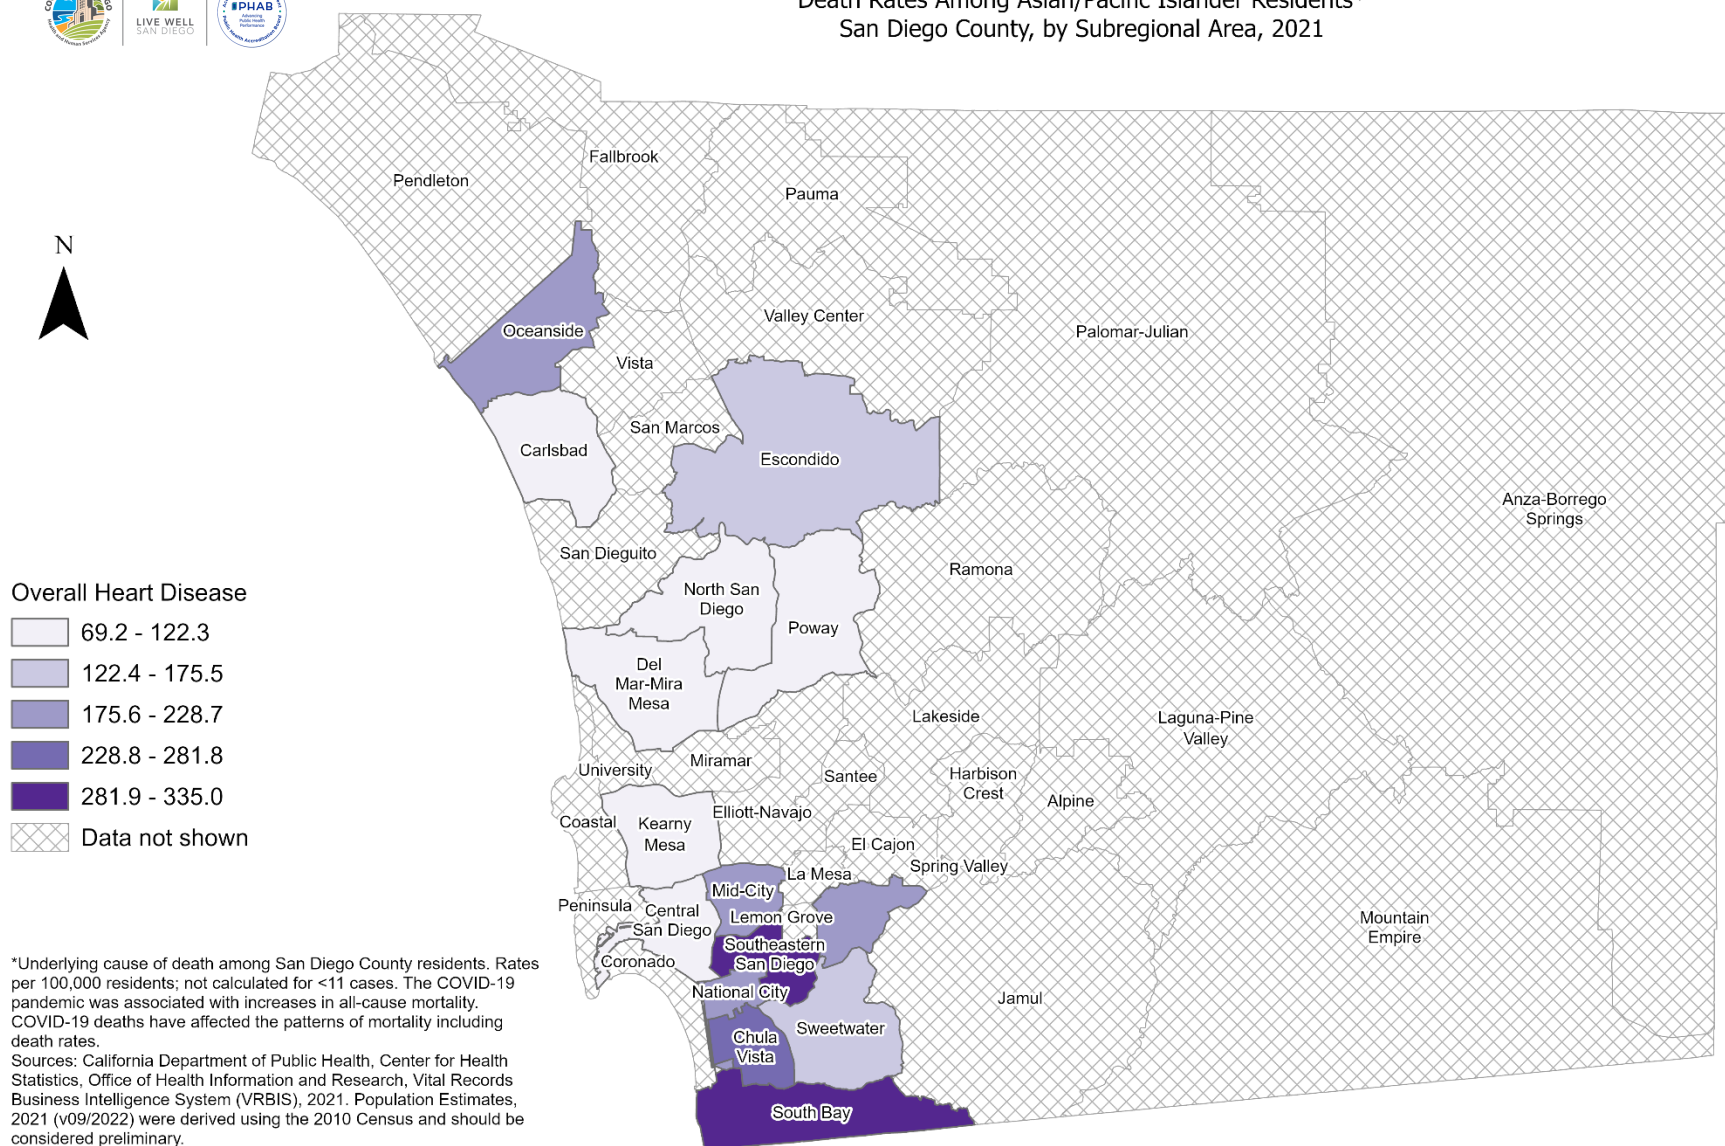 LIVE WELL
SAN DIEGO
PHAB
Advancing
Public Health
Performance
Death Rates Among Asian/Pacific Islander Residents*
San Diego County, by Subregional Area, 2021
Fallbrook
Pendleton
Pauma
N
Oceanside
Valley Center
Palomar-Julian
Vista
San Marcos
Carlsbad
Escondido
Anza-Borrego
Springs
San Dieguito
Ramona
North San
Diego
Poway
Del
Mar-Mira
Mesa
Lakeside
Laguna-Pine
Valley
University
Miramar
Santee
Harbison
Crest
Alpine
Coastal
Kearny
Mesa
Elliott-Navajo
El Cajon
Spring Valley
La Mesa
Mid-City
Peninsula
Central
San Diego
Lemon Grove
Mountain
Empire
Southeastern
San Diego
Coronado
National City
Jamul
Sweetwater
Chula
Vista
South Bay
Overall Heart Disease
69.2 - 122.3
122.4 - 175.5
175.6 - 228.7
228.8 - 281.8
281.9 - 335.0
Data not shown
*Underlying cause of death among San Diego County residents. Rates
per 100,000 residents; not calculated for <11 cases. The COVID-19
pandemic was associated with increases in all-cause mortality.
COVID-19 deaths have affected the patterns of mortality including
death rates.
Sources: California Department of Public Health, Center for Health
Statistics, Office of Health Information and Research, Vital Records
Business Intelligence System (VRBIS), 2021. Population Estimates,
2021 (v09/2022) were derived using the 2010 Census and should be
considered preliminary.